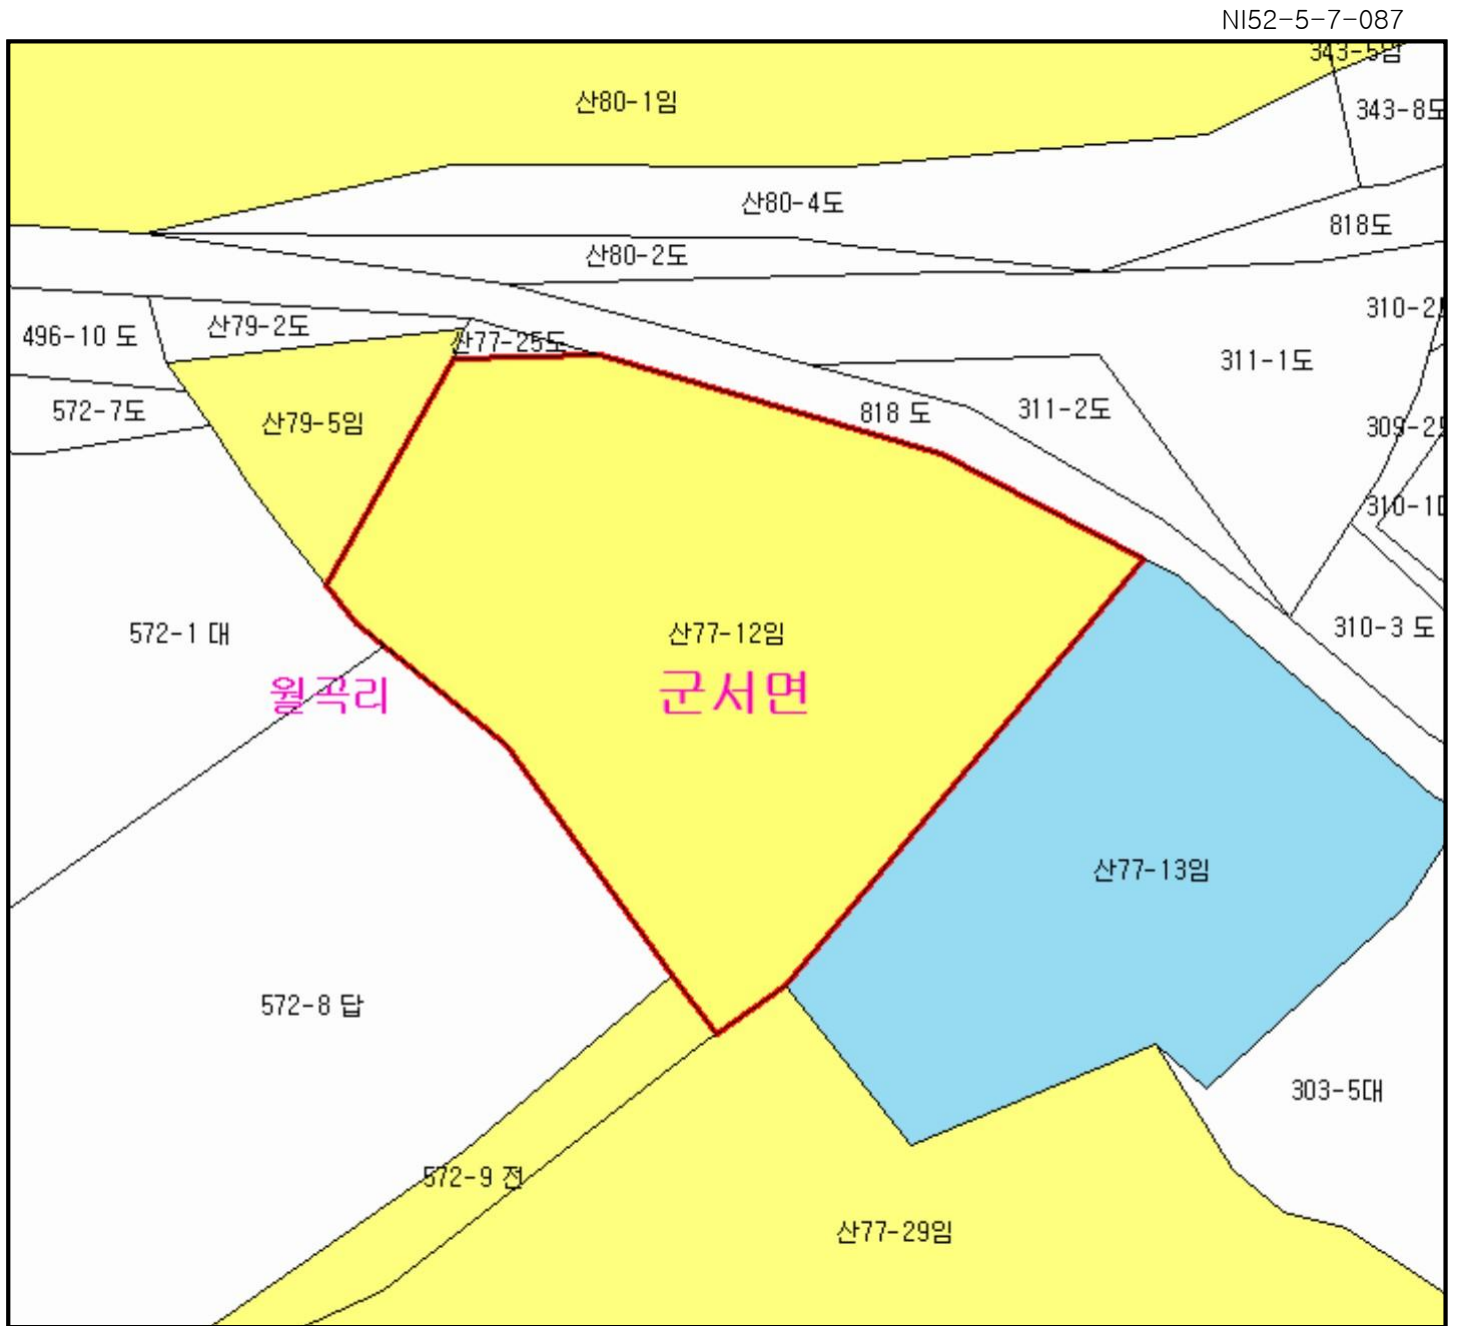 NI52-5-7-087
343-5임
산80-1임
343-8도
산80-4도
818도
산80-2도
310-2
산79-2도
496-10 도
산77-25도
311-1도
572-7도
산79-5임
818 도
311-2도
309-2
310-1
572-1 대
산77-12임
310-3 도
월곡리
군서면
산77-13임
572-8 답
303-5대
572-9 전
산77-29임